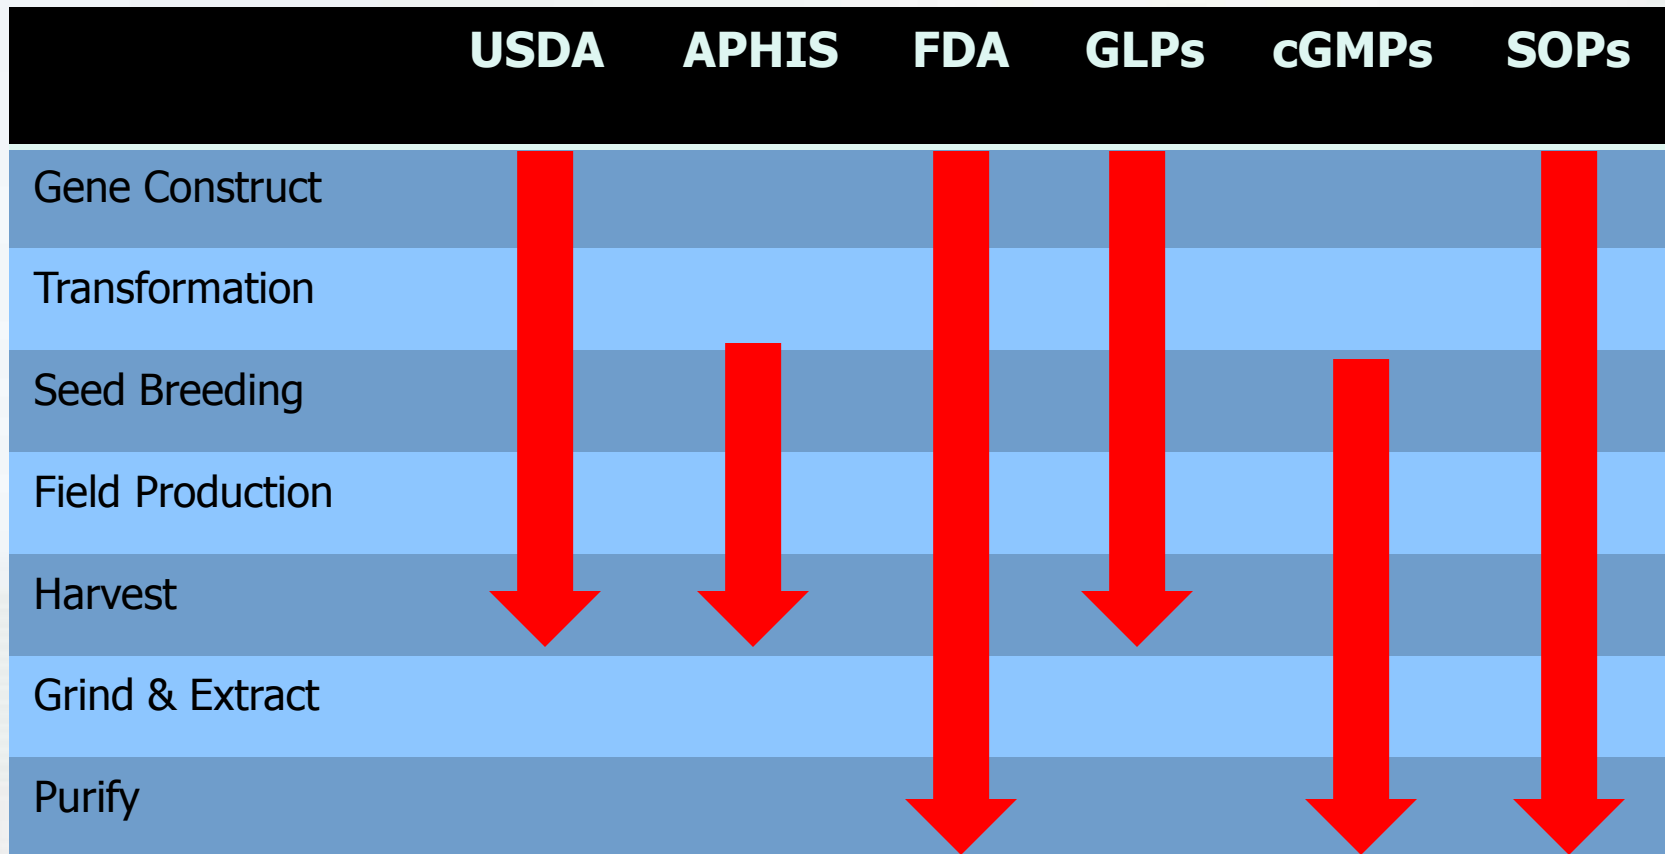 USDA APHIS FDA GLPs cGMPs SOPs
Gene Construct
Transformation
Seed Breeding
Field Production
Harvest
Grind & Extract
Purify